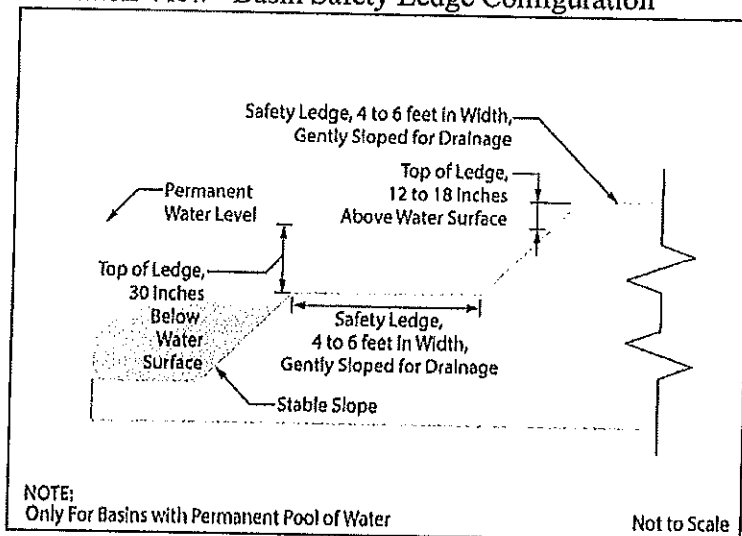 Basin Safety Ledge Configuration
Safety Ledge, 4 to 6 feet in Width,
Gently Sloped for Drainage
Top of Ledge,
12 to 18 Inches
Above Water Surface
Permanent
Water Level
Top of Ledge,
30 Inches
Below
Water
Surface
Safety Ledge,
4 to 6 feet in Width,
Gently Sloped for Drainage
Stable Slope
NOTE:
Only For Basins with Permanent Pool of Water
Not to Scale